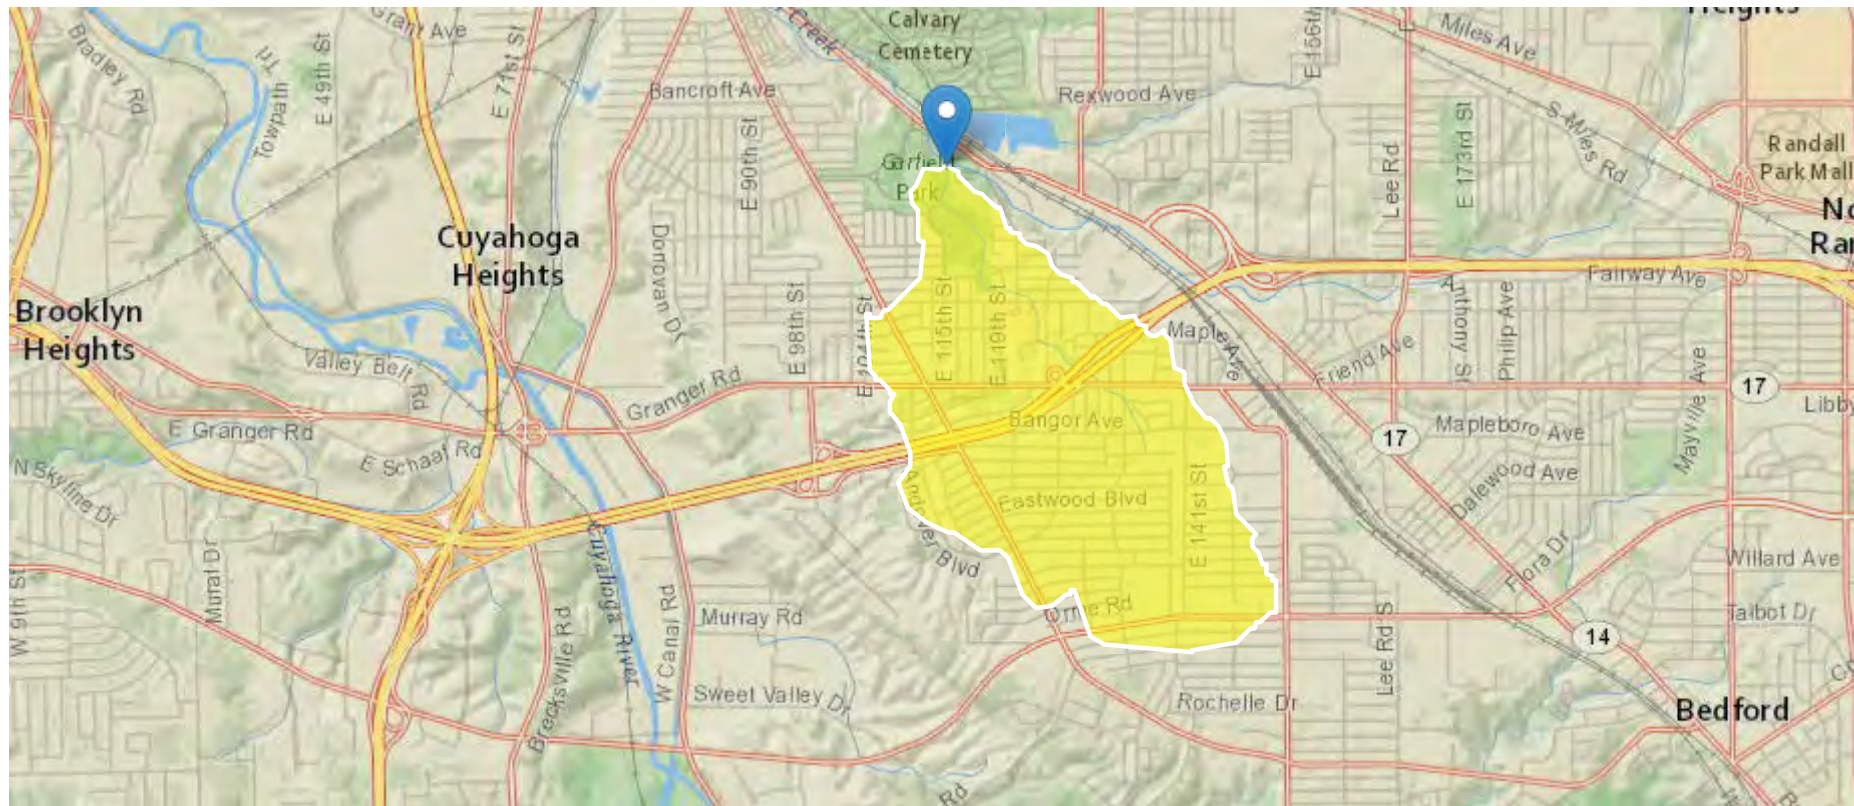 Grant Ave
Bradley Rd
Towpath
Trl
E 49th St
E 71st St
Creek
Calvary
Cemetery
Heights
Miles Ave
E 156th
Bancroft Ave
Rexwood Ave
E 90th St
Garfield
Park
Lee Rd
E 173rd St
S Miles Rd
Randall
Park Mall
No
Ran
Cuyahoga
Heights
Donovan Dr
E 98th St
E 115th St
E 119th St
Fairway Ave
Anthony St
Philip Ave
Brooklyn
Heights
Valley Belt Rd
Maple Ave
Friend Ave
Mayville Ave
17
Libby
Granger Rd
E Granger Rd
Bangor Ave
17
Mapleboro Ave
E Schaaf Rd
N Skyline Dr
Andover Blvd
Eastwood Blvd
E 141st St
Dalewood Ave
Flora Dr
Willard Ave
Mural Dr
W 9th St
Cuyahoga River
W Canal Rd
Murray Rd
Orme Rd
Talbot Dr
14
Brecksville Rd
Sweet Valley Dr
Rochelle Dr
Lee Rd S
Bedford
Rd